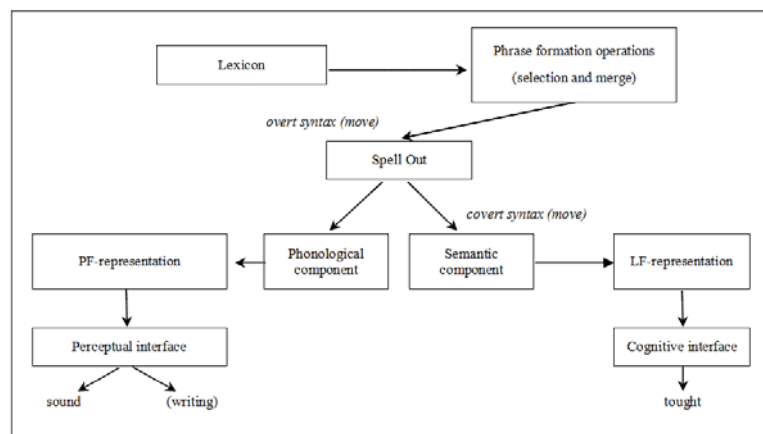 Lexicon
Phrase formation operations
(selection and merge)
overt syntax (move)
Spell Out
covert syntax (move)
PF-representation
Phonological
component
Semantic
component
LF-representation
Perceptual interface
Cognitive interface
sound
(writing)
tought